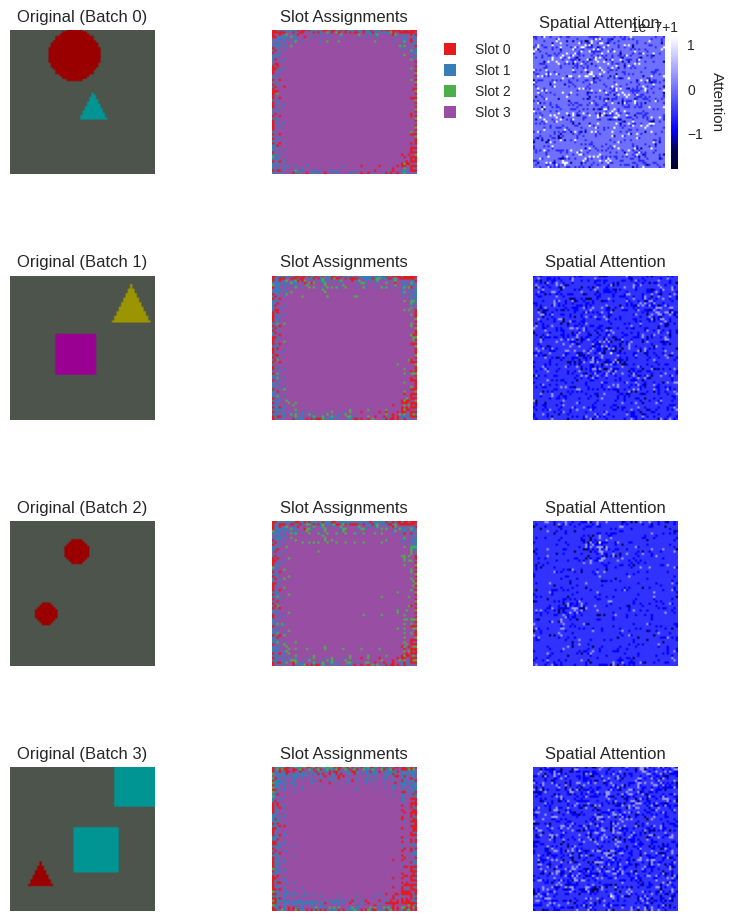 Original (Batch 0)
Slot Assignments
Spatial Attention
1e−7+1
Slot 0
Slot 1
Slot 2
Slot 3
1
0
−1
Attention
Original (Batch 1)
Slot Assignments
Spatial Attention
Original (Batch 2)
Slot Assignments
Spatial Attention
Original (Batch 3)
Slot Assignments
Spatial Attention